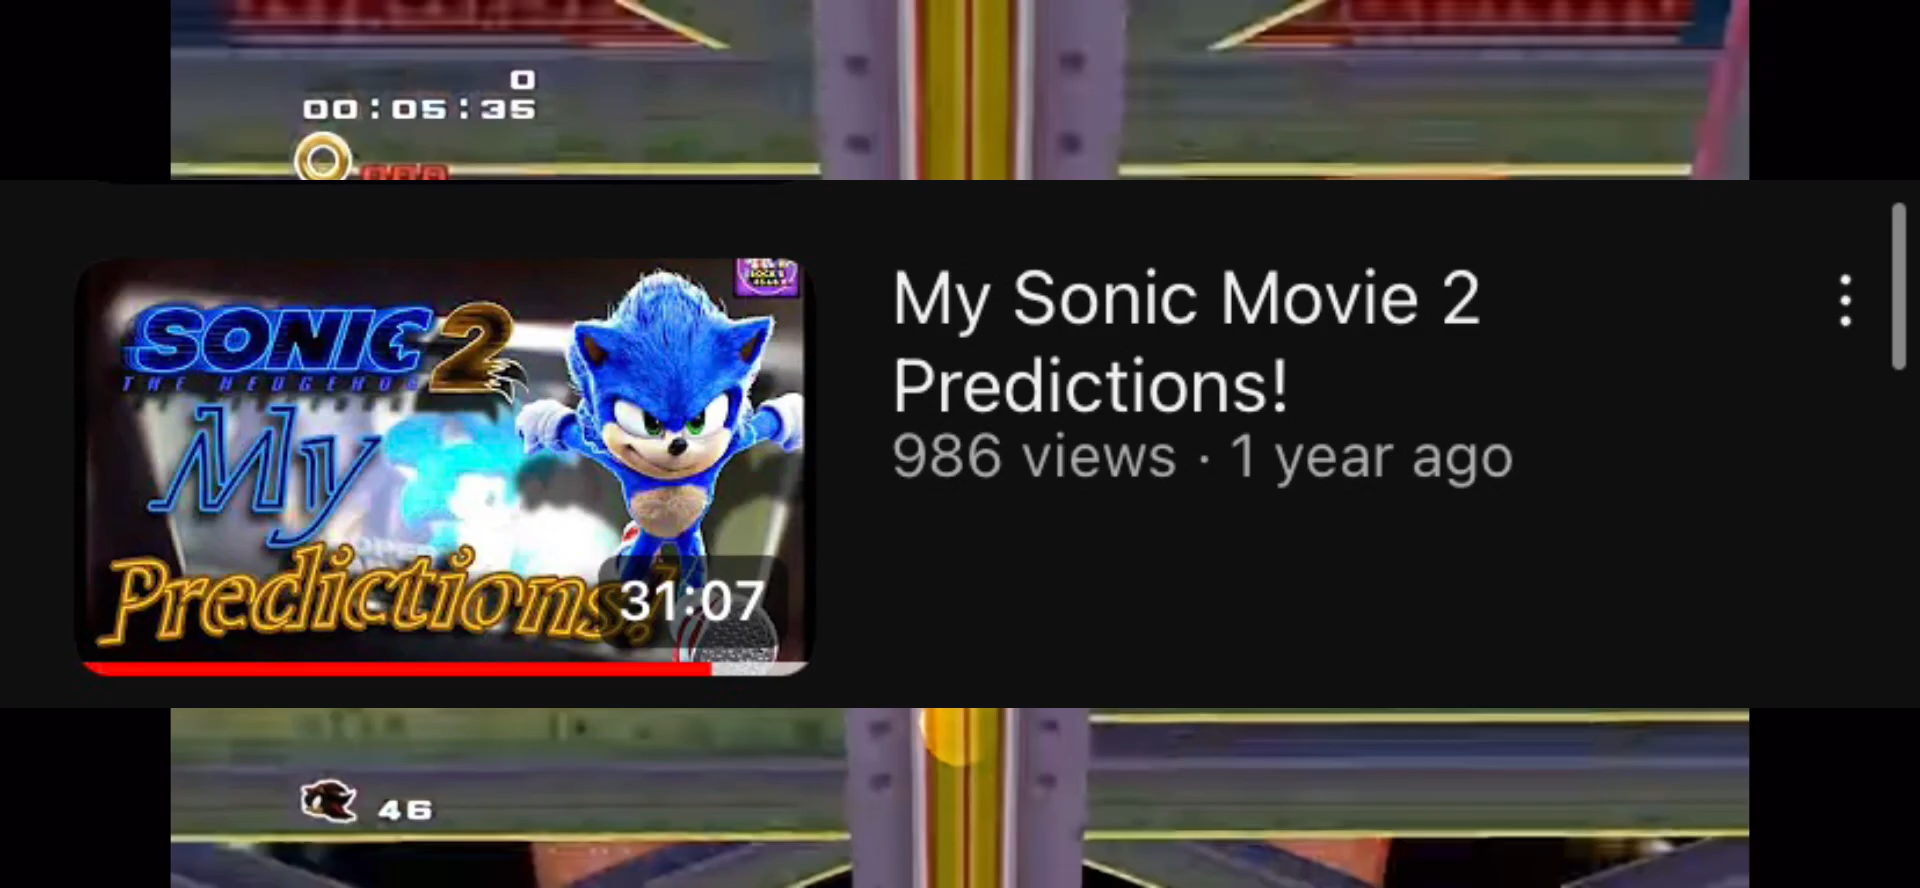 0
00:05:35
000
SONIC 2
THE HEDGEHOG
My
Predictions!
31:07
My Sonic Movie 2
Predictions!
986 views · 1 year ago
46